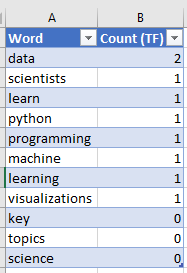 A B
Word Count (TF)
data 2
scientists 1
learn 1
python 1
programming 1
machine 1
learning 1
visualizations 1
key 0
topics 0
science 0